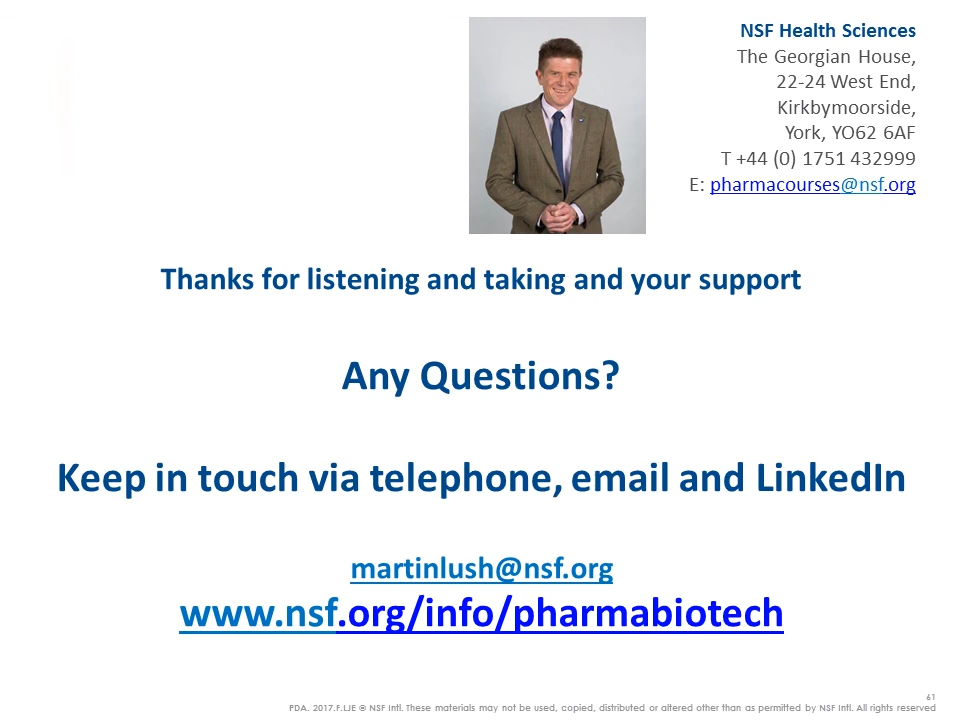 NSF Health Sciences
The Georgian House,
22-24 West End,
Kirkbymoorside,
York, YO62 6AF
T +44 (0) 1751 432999
E: pharmacourses@nsf.org
Thanks for listening and taking and your support
Any Questions?
Keep in touch via telephone, email and LinkedIn
martinlush@nsf.org
www.nsf.org/info/pharmabiotech
61
PDA. 2017.F.LJE ® NSF Intl. These materials may not be used, copied, distributed or altered other than as permitted by NSF Intl. All rights reserved